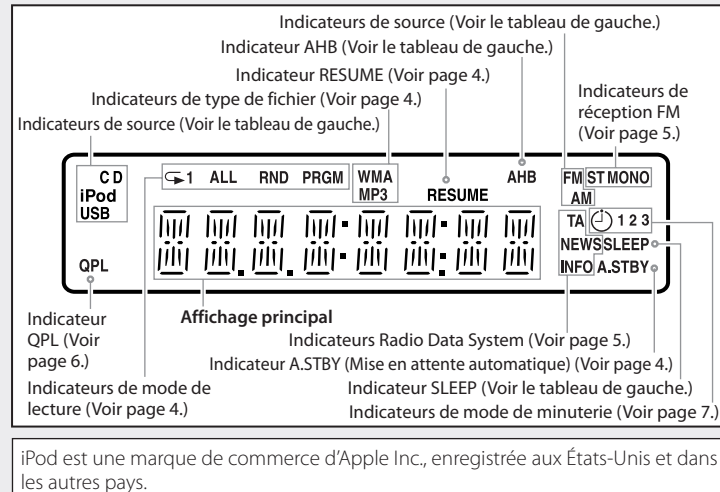 Indicateurs de source (Voir le tableau de gauche.)
Indicateur AHB (Voir le tableau de gauche.)
Indicateur RESUME (Voir page 4.)
Indicateurs de type de fichier (Voir page 4.)
Indicateurs de source (Voir le tableau de gauche.)
Indicateurs de
réception FM
(Voir page 5.)
CD
iPod
USB
1 ALL RND PRGM
WMA
MP3
RESUME
AHB
FM ST MONO
AM
TA 1 2 3
NEWS SLEEP
INFO A.STBY
QPL
Indicateur
QPL (Voir
page 6.)
Affichage principal
Indicateurs Radio Data System (Voir page 5.)
Indicateur A.STBY (Mise en attente automatique) (Voir page 4.)
Indicateurs de mode de
lecture (Voir page 4.)
Indicateur SLEEP (Voir le tableau de gauche.)
Indicateurs de mode de minuterie (Voir page 7.)
iPod est une marque de commerce d'Apple Inc., enregistrée aux États-Unis et dans
les autres pays.